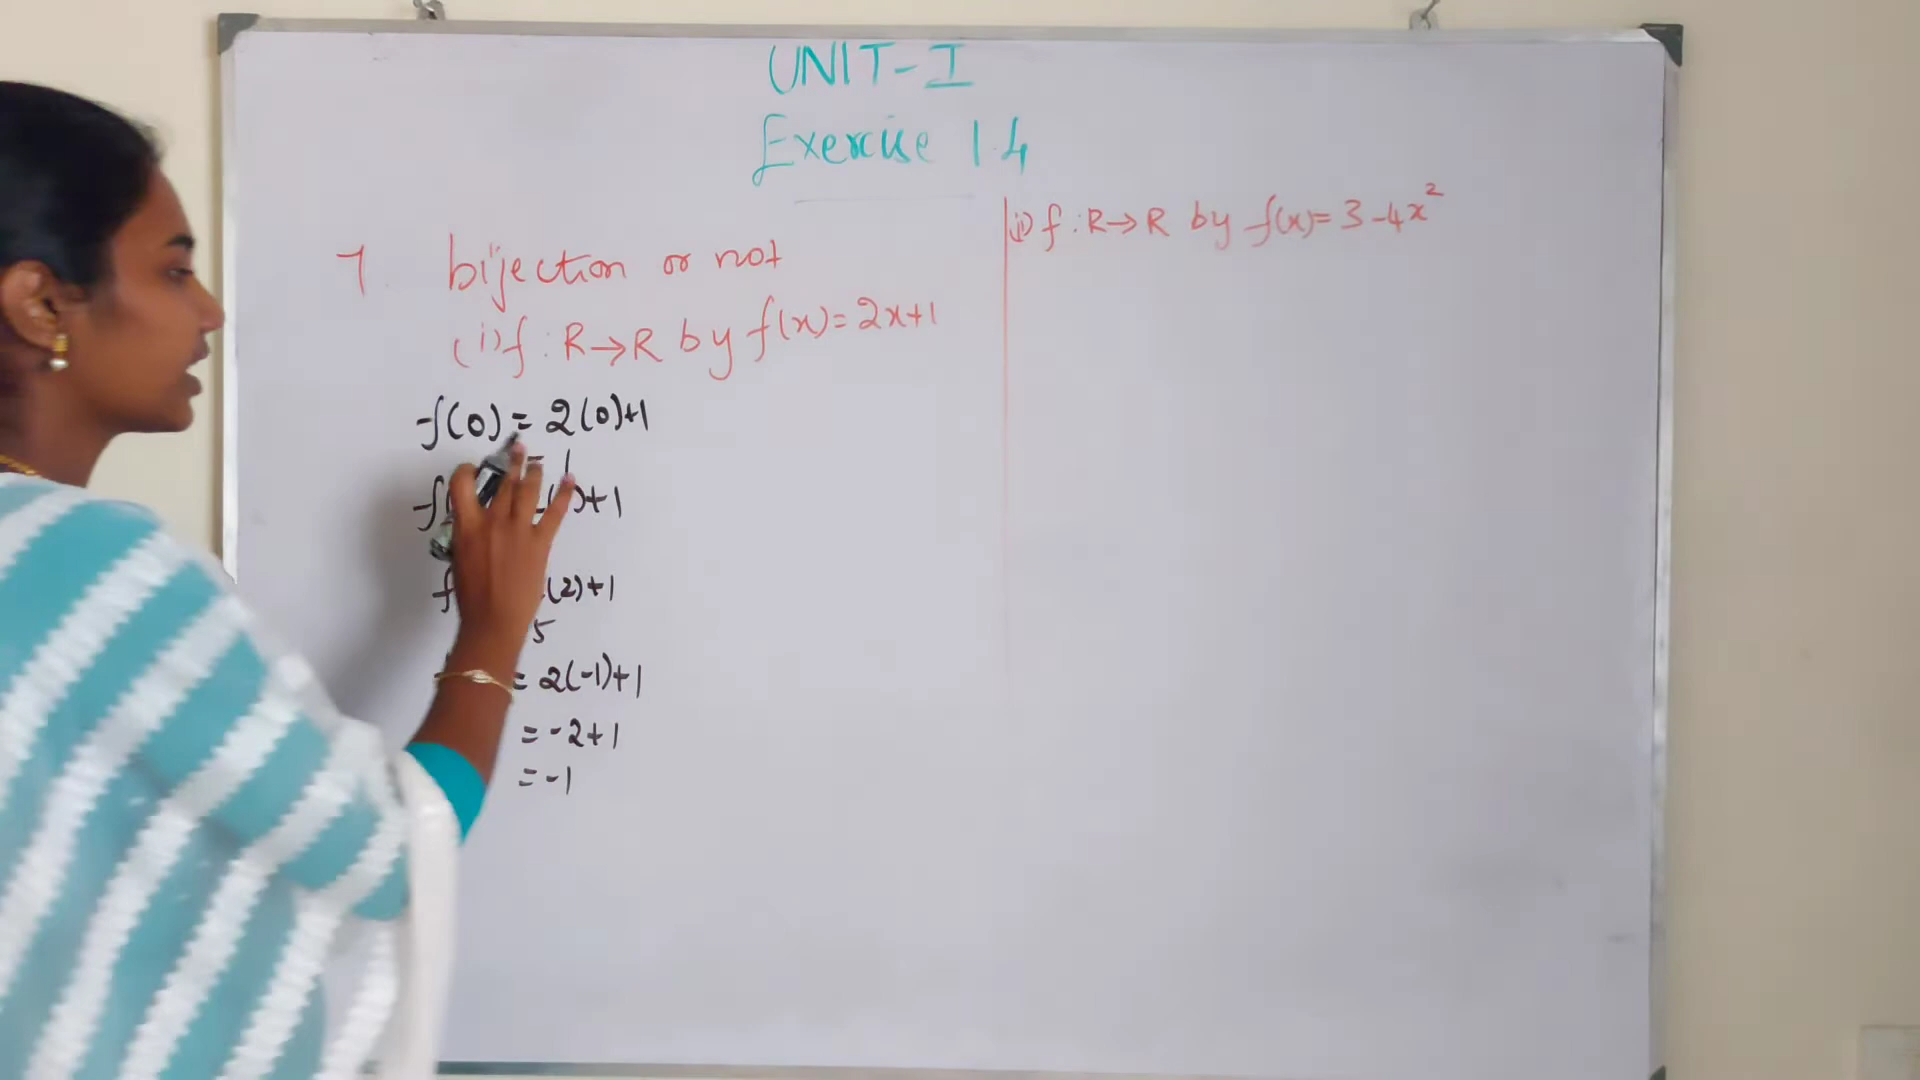 UNIT-I
Exercise 1.4
7. bijection or not
(i) f : R→R by f(x) = 2x+1
f(0) = 2(0)+1
= 1
f( )+1
f (2)+1
5
= 2(-1)+1
= -2+1
= -1
(ii) f : R→R by f(x) = 3-4x²